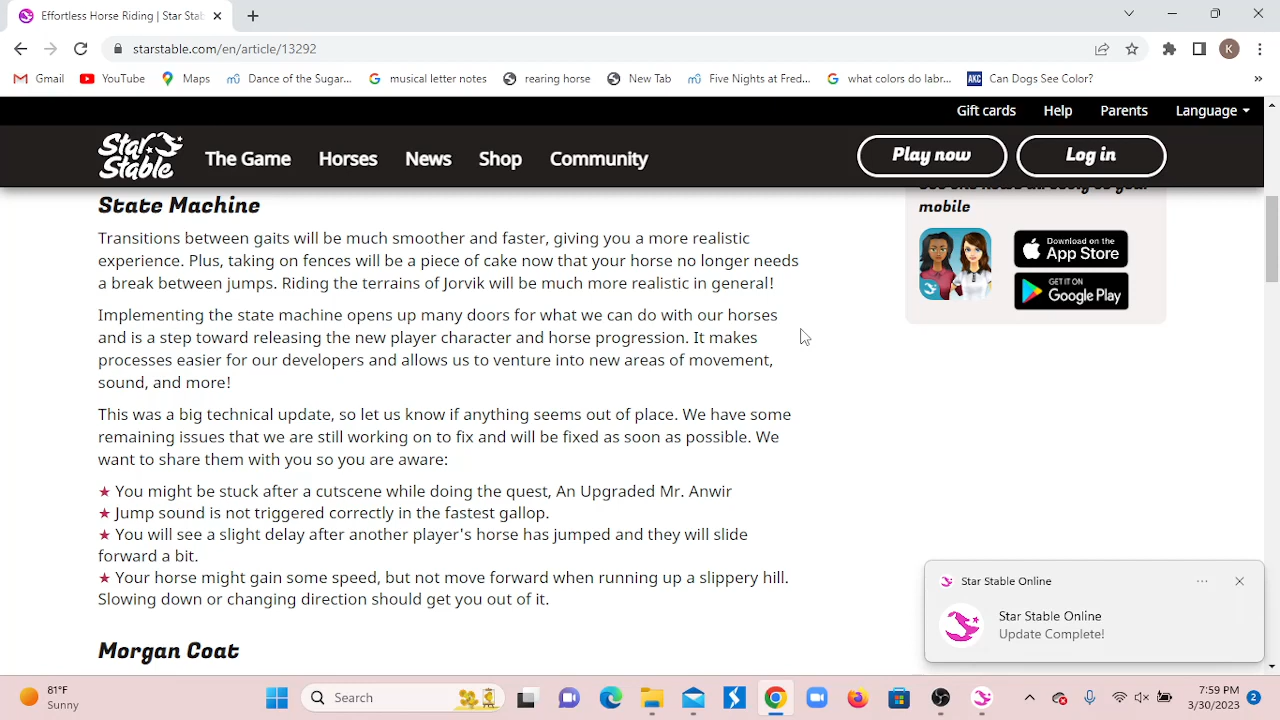 Effortless Horse Riding | Star Stab
starstable.com/en/article/13292
K
Gmail YouTube Maps Dance of the Sugar... musical letter notes rearing horse New Tab Five Nights at Fred... what colors do labr... AKC Can Dogs See Color? »
Gift cards Help Parents Language
Star Stable The Game Horses News Shop Community Play now Log in
mobile
Download on the App Store
GET IT ON Google Play
State Machine
Transitions between gaits will be much smoother and faster, giving you a more realistic
experience. Plus, taking on fences will be a piece of cake now that your horse no longer needs
a break between jumps. Riding the terrains of Jorvik will be much more realistic in general!
Implementing the state machine opens up many doors for what we can do with our horses
and is a step toward releasing the new player character and horse progression. It makes
processes easier for our developers and allows us to venture into new areas of movement,
sound, and more!
This was a big technical update, so let us know if anything seems out of place. We have some
remaining issues that we are still working on to fix and will be fixed as soon as possible. We
want to share them with you so you are aware:
★ You might be stuck after a cutscene while doing the quest, An Upgraded Mr. Anwir
★ Jump sound is not triggered correctly in the fastest gallop.
★ You will see a slight delay after another player's horse has jumped and they will slide
forward a bit.
★ Your horse might gain some speed, but not move forward when running up a slippery hill.
Slowing down or changing direction should get you out of it.
Morgan Coat
Star Stable Online
Star Stable Online
Update Complete!
81°F
Sunny
Search
7:59 PM
3/30/2023
2